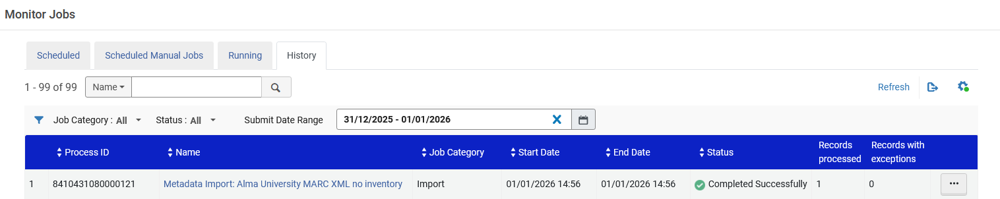 Monitor Jobs
Scheduled Scheduled Manual Jobs Running History
1 - 99 of 99 Name Refresh
Job Category : All Status : All Submit Date Range 31/12/2025 - 01/01/2026
Process ID Name Job Category Start Date End Date Status Records processed Records with exceptions
1 8410431080000121 Metadata Import: Alma University MARC XML no inventory Import 01/01/2026 14:56 01/01/2026 14:56 Completed Successfully 1 0